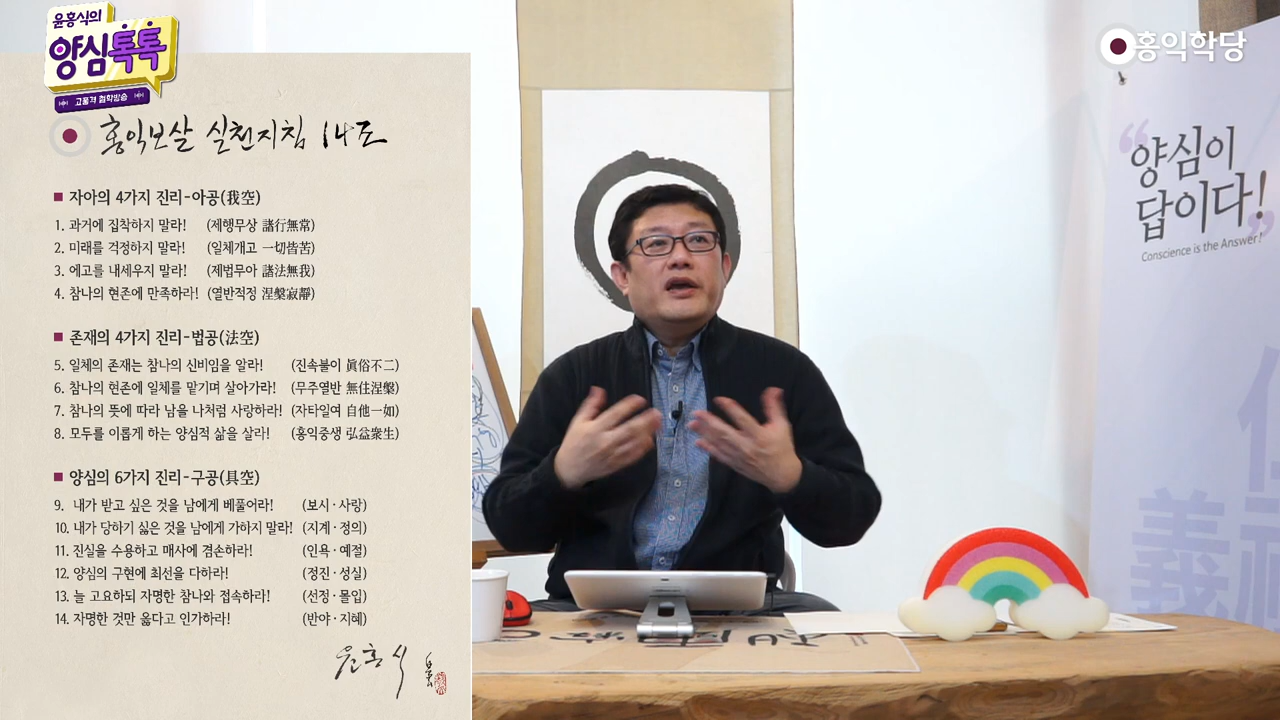 윤홍식의
양심톡톡
고품격 철학방송
홍익보살 실천지침 14조
자아의 4가지 진리-아공(我空)
1. 과거에 집착하지 말라! (제행무상 諸行無常)
2. 미래를 걱정하지 말라! (일체개고 一切皆苦)
3. 에고를 내세우지 말라! (제법무아 諸法無我)
4. 참나의 현존에 만족하라! (열반적정 涅槃寂靜)
존재의 4가지 진리-법공(法空)
5. 일체의 존재는 참나의 신비임을 알라! (진속불이 眞俗不二)
6. 참나의 현존에 일체를 맡기며 살아가라! (무주열반 無住涅槃)
7. 참나의 뜻에 따라 남을 나처럼 사랑하라! (자타일여 自他一如)
8. 모두를 이롭게 하는 양심적 삶을 살라! (홍익중생 弘益衆生)
양심의 6가지 진리-구공(具空)
9. 내가 받고 싶은 것을 남에게 베풀어라! (보시·사랑)
10. 내가 당하기 싫은 것을 남에게 가하지 말라! (지계·정의)
11. 진실을 수용하고 매사에 겸손하라! (인욕·예절)
12. 양심의 구현에 최선을 다하라! (정진·성실)
13. 늘 고요하되 자명한 참나와 접속하라! (선정·몰입)
14. 자명한 것만 옳다고 인가하라! (반야·지혜)
윤홍식
홍익학당
“양심이
답이다!”
Conscience is the Answer!
義